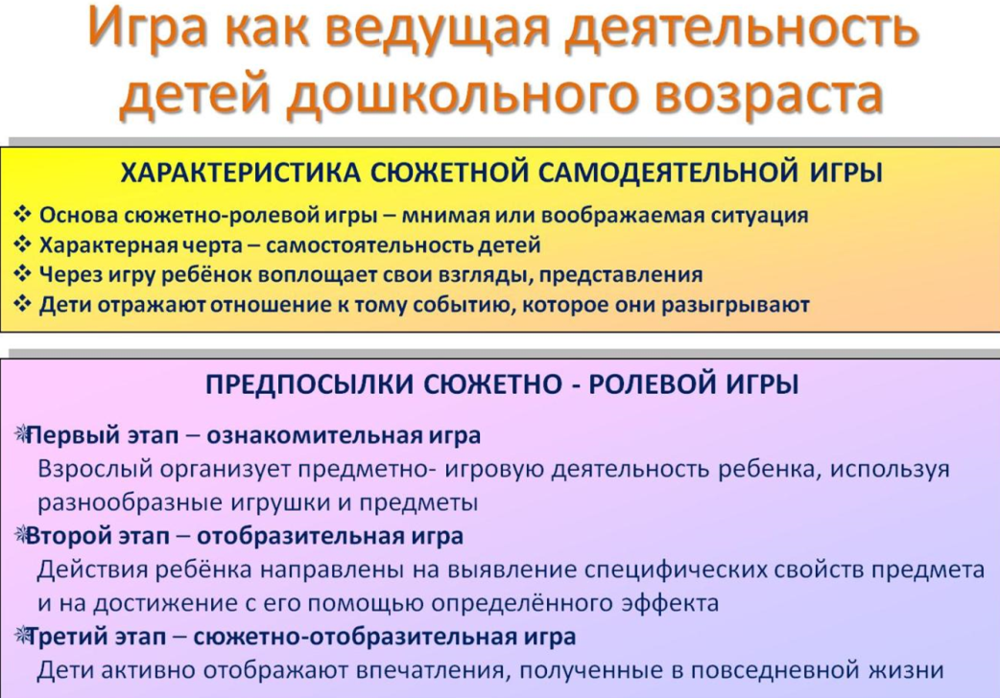 Игра как ведущая деятельность
детей дошкольного возраста
ХАРАКТЕРИСТИКА СЮЖЕТНОЙ САМОДЕЯТЕЛЬНОЙ ИГРЫ
❖ Основа сюжетно-ролевой игры – мнимая или воображаемая ситуация
❖ Характерная черта – самостоятельность детей
❖ Через игру ребёнок воплощает свои взгляды, представления
❖ Дети отражают отношение к тому событию, которое они разыгрывают
ПРЕДПОСЫЛКИ СЮЖЕТНО - РОЛЕВОЙ ИГРЫ
Первый этап – ознакомительная игра
Взрослый организует предметно- игровую деятельность ребенка, используя
разнообразные игрушки и предметы
Второй этап – отобразительная игра
Действия ребёнка направлены на выявление специфических свойств предмета
и на достижение с его помощью определённого эффекта
Третий этап – сюжетно-отобразительная игра
Дети активно отображают впечатления, полученные в повседневной жизни